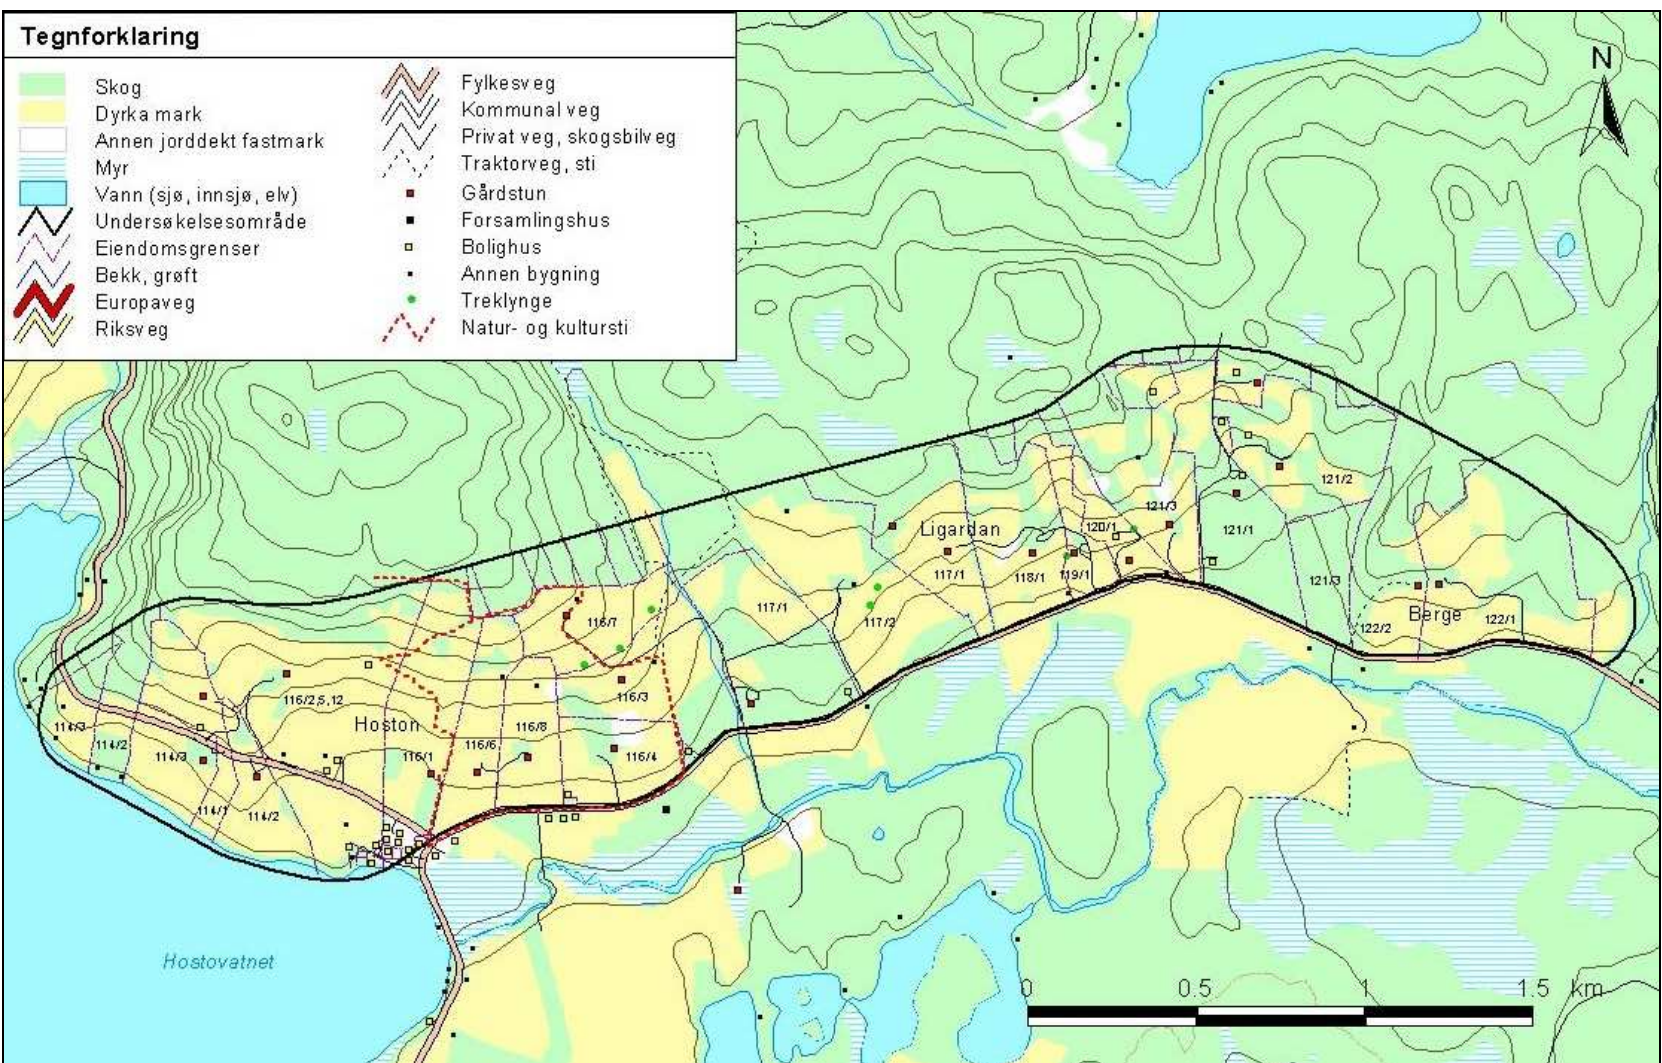 Tegnforklaring
Skog
Dyrka mark
Annen jorddekt fastmark
Myr
Vann (sjø, innsjø, elv)
Undersøkelsesområde
Eiendomsgrenser
Bekk, grøft
Europaveg
Riksveg
Fylkesveg
Kommunal veg
Privat veg, skogsbilveg
Traktorveg, sti
Gårdstun
Forsamlingshus
Bolighus
Annen bygning
Treklynge
Natur- og kultursti
N
121/2
121/3
120/1
121/1
Ligardan
117/1
118/1
119/1
121/3
117/1
117/2
116/7
Berge
122/2
122/1
116/2,5,12
116/3
Hoston
114/3
114/2
114/3
116/1
116/6
116/8
116/4
114/1
114/2
Hostovatnet
0
0.5
1
1.5
km